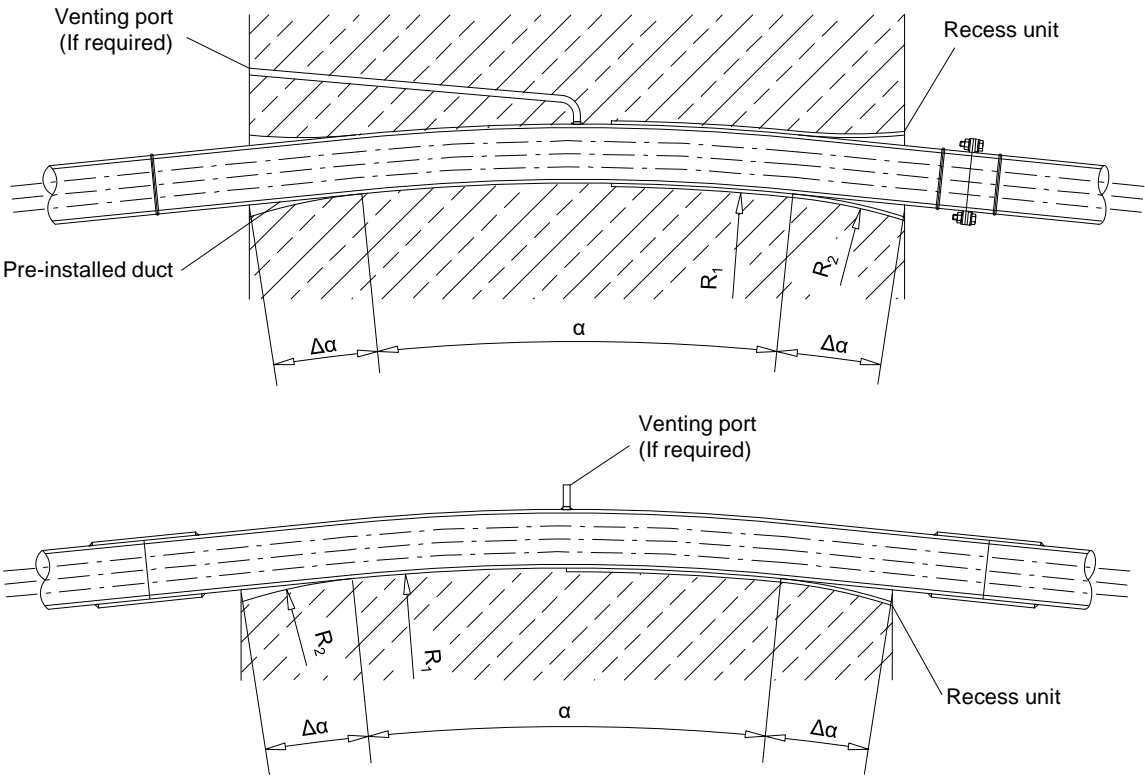 Venting port
(If required)
Recess unit
Pre-installed duct
R₁
R₂
Δα
α
Δα
Venting port
(If required)
R₂
R₁
Recess unit
Δα
α
Δα